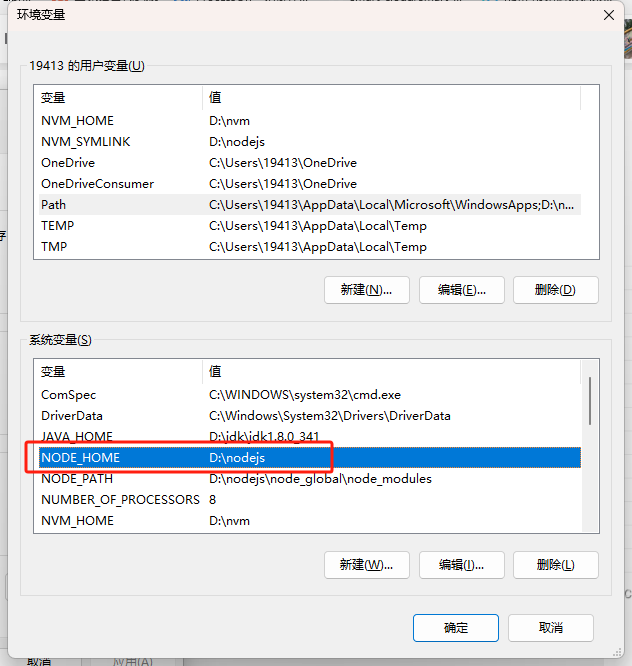 环境变量
19413 的用户变量(U)
变量 值
NVM_HOME D:\nvm
NVM_SYMLINK D:\nodejs
OneDrive C:\Users\19413\OneDrive
OneDriveConsumer C:\Users\19413\OneDrive
Path C:\Users\19413\AppData\Local\Microsoft\WindowsApps;D:\n...
TEMP C:\Users\19413\AppData\Local\Temp
TMP C:\Users\19413\AppData\Local\Temp
新建(N)... 编辑(E)... 删除(D)
系统变量(S)
变量 值
ComSpec C:\WINDOWS\system32\cmd.exe
DriverData C:\Windows\System32\Drivers\DriverData
JAVA_HOME D:\jdk\jdk1.8.0_341
NODE_HOME D:\nodejs
NODE_PATH D:\nodejs\node_global\node_modules
NUMBER_OF_PROCESSORS 8
NVM_HOME D:\nvm
新建(W)... 编辑(I)... 删除(L)
确定 取消
取消 应用(A)